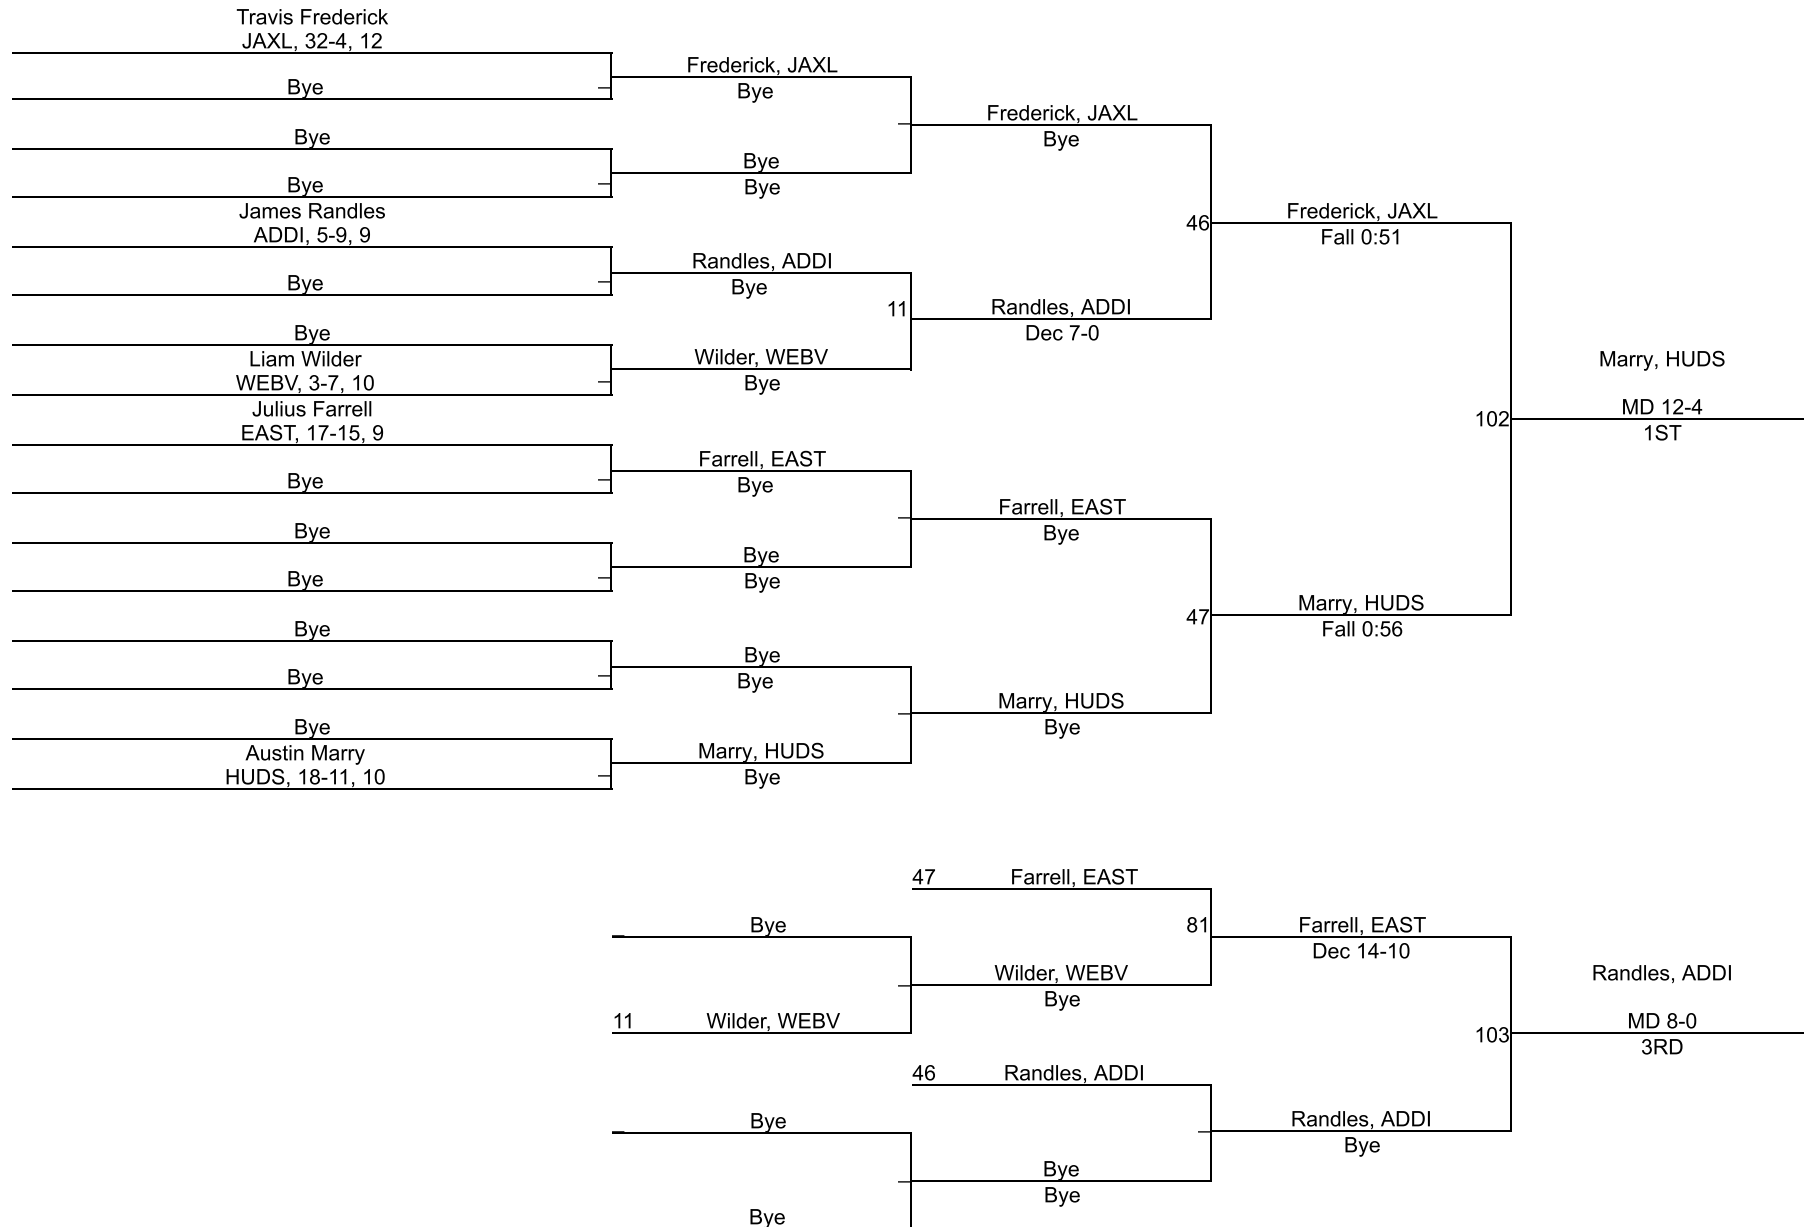 Travis Frederick
JAXL, 32-4, 12
Bye
Bye
Bye
James Randles
ADDI, 5-9, 9
Bye
Bye
Liam Wilder
WEBV, 3-7, 10
Julius Farrell
EAST, 17-15, 9
Bye
Bye
Bye
Bye
Bye
Bye
Austin Marry
HUDS, 18-11, 10
Frederick, JAXL
Bye
Bye
Bye
Randles, ADDI
Bye
11
Wilder, WEBV
Bye
Farrell, EAST
Bye
Bye
Bye
Bye
Bye
Marry, HUDS
Bye
Frederick, JAXL
Bye
46
Randles, ADDI
Dec 7-0
Farrell, EAST
Bye
47
Marry, HUDS
Bye
Frederick, JAXL
Fall 0:51
102
Marry, HUDS
Fall 0:56
Marry, HUDS
MD 12-4
1ST
47 Farrell, EAST
Bye
81
Wilder, WEBV
Bye
11 Wilder, WEBV
Farrell, EAST
Dec 14-10
46 Randles, ADDI
Bye
Bye
Bye
Bye
Randles, ADDI
Bye
103
Randles, ADDI
MD 8-0
3RD